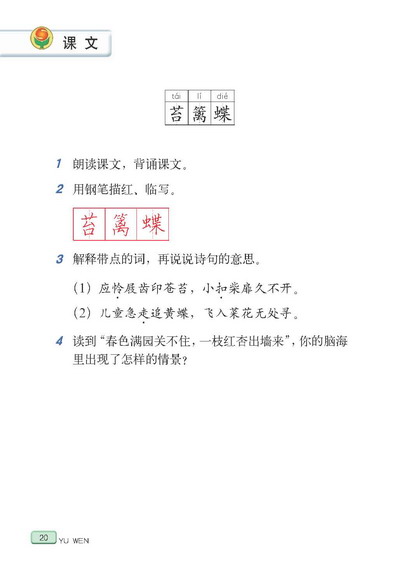 课 文
tái lí dié
苔 篱 蝶
1 朗读课文，背诵课文。
2 用钢笔描红、临写。
苔 篱 蝶
3 解释带点的词，再说说诗句的意思。
（1）应怜屐齿印苍苔，小扣柴扉久不开。
（2）儿童急走追黄蝶，飞入菜花无处寻。
4 读到“春色满园关不住，一枝红杏出墙来”，你的脑海
里出现了怎样的情景？
20 YU WEN